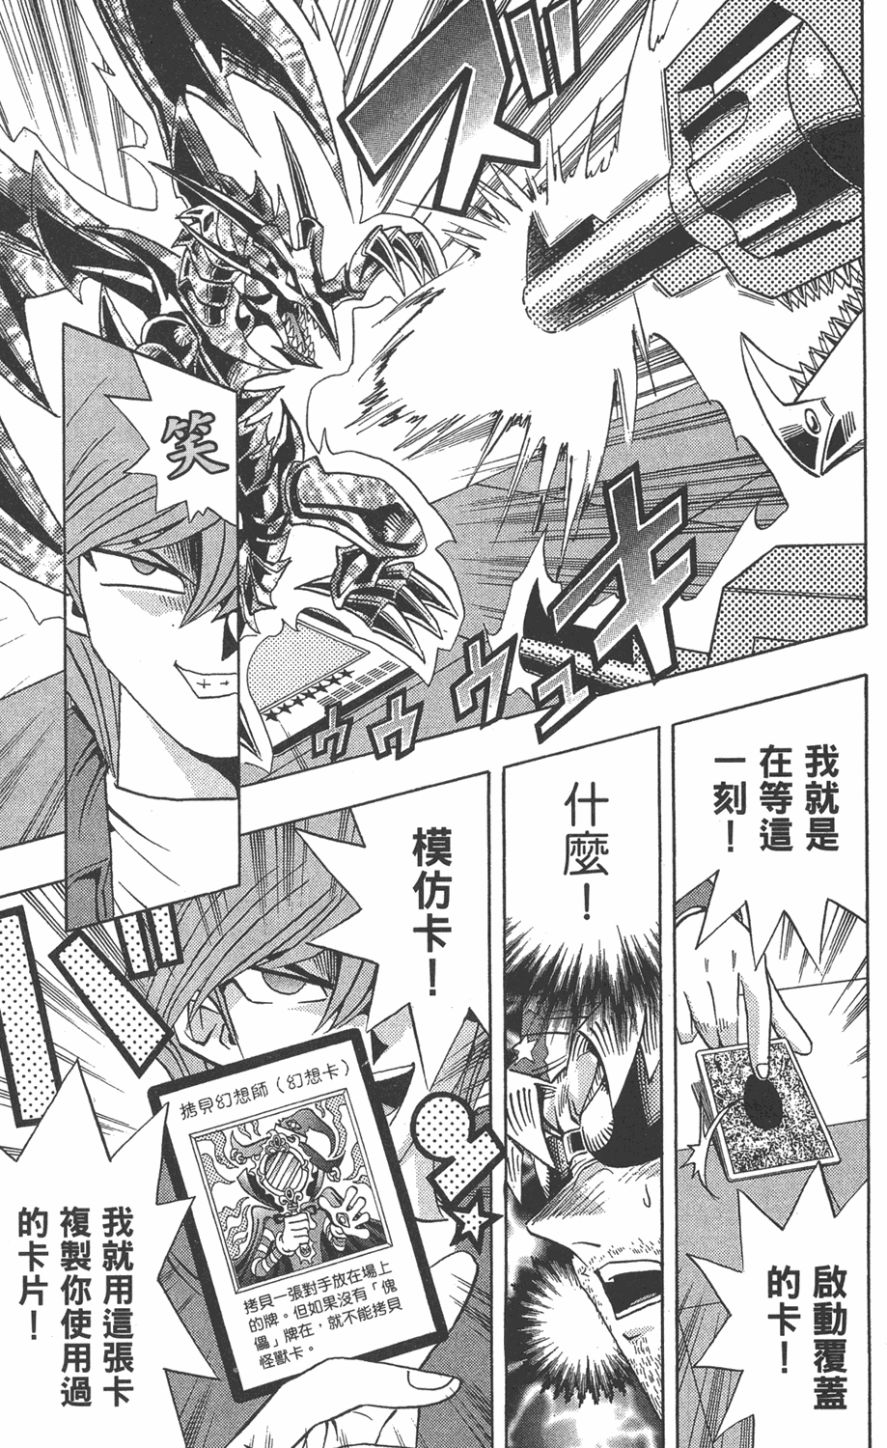 ズ
キュゥゥゥ
笑
我就是
在等這
一刻！
啟動覆蓋
的卡！
什麼！
模仿卡！
拷貝幻想師（幻想卡）
拷貝一張對手放在場上
的牌。但如果沒有「傀
儡」牌在，就不能拷貝
怪獸卡。
我就用這張卡
複製你使用過
的卡片！